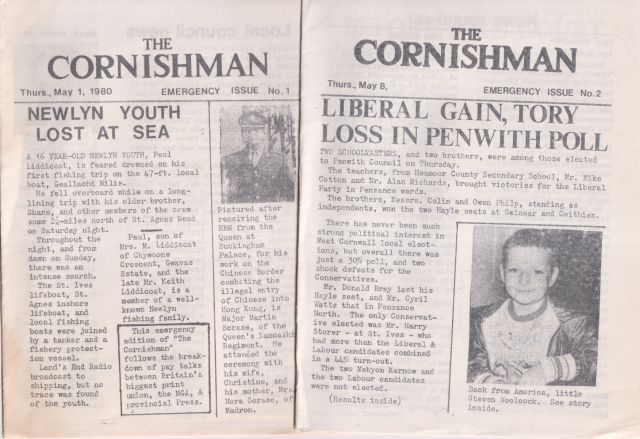 THE
CORNISHMAN
Thurs., May 1, 1980 EMERGENCY ISSUE No. 1
NEWLYN YOUTH
LOST AT SEA
A 16 YEAR-OLD NEWLYN YOUTH, Paul
Liddicoat, is feared drowned on his
first fishing trip on the 47-ft. local
boat, Geallachd Hills.
He fell overboard while on a long-
lining trip with his older brother,
Shane, and other members of the crew
some 2½-miles north of St. Agnes Head
on Saturday night.
Throughout the
night, and from
dawn on Sunday,
there was an
intense search.
The St. Ives
lifeboat, St.
Agnes inshore
lifeboat, and
local fishing
boats were joined
by a tanker and a
fishery protect-
ion vessel.
Land's End Radio
broadcast to
shipping, but no
trace was found
of the youth.
Paul, son of
Mrs. M. Liddicoat
of Chywoone
Crescent, Gwavas
Estate, and the
late Mr. Keith
Liddicoat, is a
member of a well-
known Newlyn
fishing family.
This emergency
edition of "The
Cornishman"
follows the break-
down of pay talks
between Britain's
biggest print
union, the NGA, &
provincial Press.
Pictured after
receiving the
MBE from the
Queen at
Buckingham
Palace, for his
work on the
Chinese Border
combating the
illegal entry
of Chinese into
Hong Kong, is
Major Martin
Scrase, of the
Queen's Lancashire
Regiment. He
attended the
ceremony with
his wife,
Christine, and
his mother, Mrs
Nora Scrase, of
Madron.
THE
CORNISHMAN
Thurs., May 8, EMERGENCY ISSUE No. 2
LIBERAL GAIN, TORY
LOSS IN PENWITH POLL
TWO SCHOOLMASTERS, and two brothers, were among those elected
to Penwith Council on Thursday.
The teachers, from Heamoor County Secondary School, Mr. Mike
Cotton and Mr. Alan Richards, brought victories for the Liberal
Party in Penzance wards.
The brothers, Messrs. Colin and Owen Philp, standing as
independents, won the two Hayle seats at Gwinear and Gwithian.
There has never been such
strong political interest in
West Cornwall local elect-
ions, but overall there was
just a 30% poll, and two
shock defeats for the
Conservatives.
Mr. Donald Bray lost his
Hayle seat, and Mr. Cyril
Watts that in Penzance
North. The only Conservat-
ive elected was Mr. Harry
Storer - at St. Ives - who
had more than the Liberal &
Labour candidates combined
in a 44% turn-out.
The two Mebyon Kernow and
the two Labour candidates
were not elected.
(Results inside)
Back from America, little
Steven Woolcock. See story
inside.